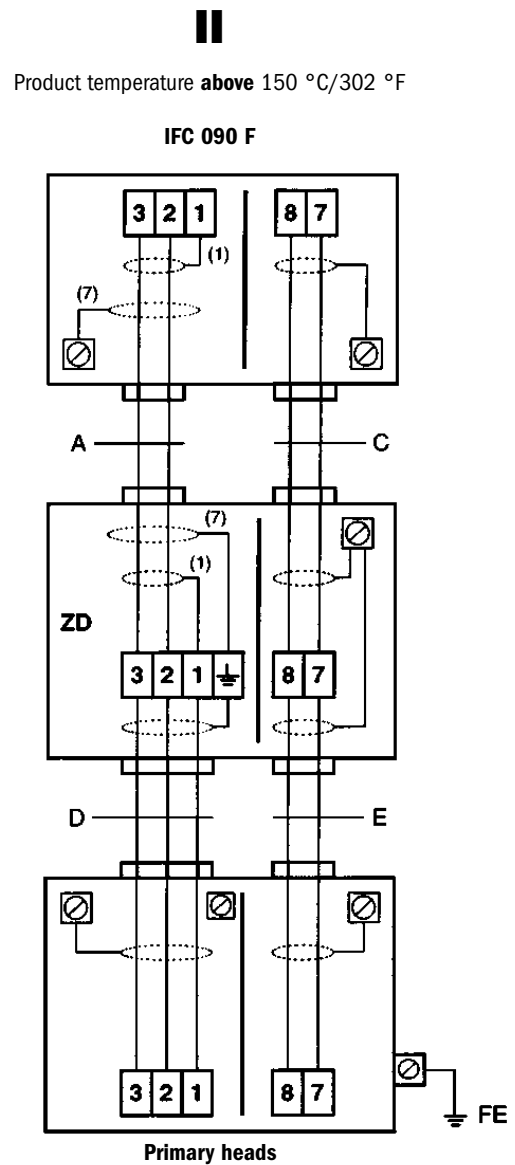 II
Product temperature above 150 °C/302 °F
IFC 090 F
3 2 1 8 7
(1)
(7)
A C
(7)
(1)
ZD
3 2 1 8 7
D E
3 2 1 8 7
FE
Primary heads